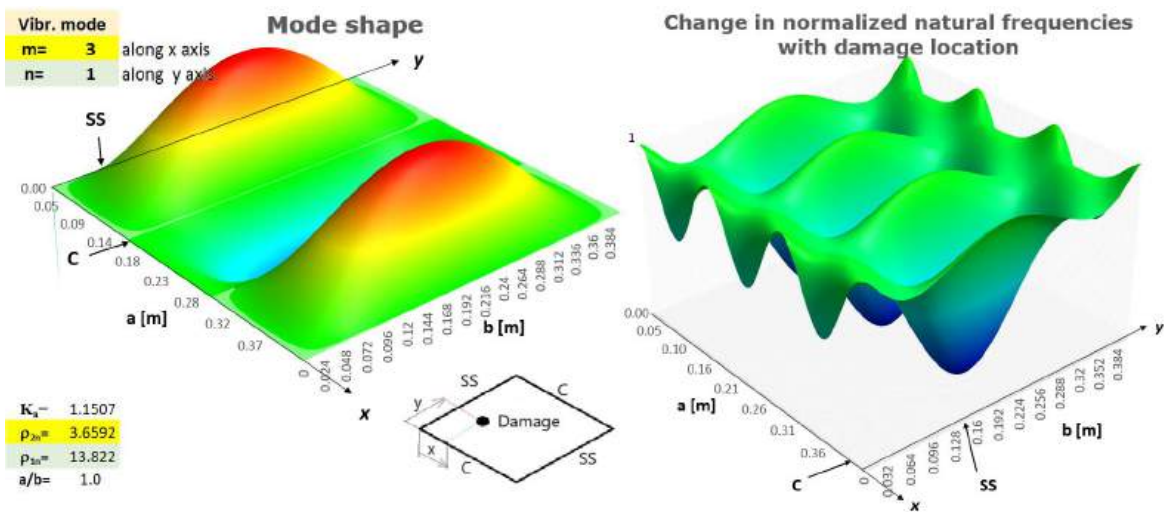 Vibr. mode
m= 3 along x axis
n= 1 along y axis
Mode shape
y
SS
0.00
0.05
0.09
0.14
0.18
0.23
0.28
0.32
0.37
C
a [m]
0
0.024
0.048
0.072
0.096
0.12
0.144
0.168
0.192
0.216
0.24
0.264
0.288
0.312
0.336
0.36
0.384
b [m]
x
Kₐ= 1.1507
ρ₂ₙ= 3.6592
ρ₁ₙ= 13.822
a/b= 1.0
SS
C
y
Damage
x
C
SS
Change in normalized natural frequencies
with damage location
1
0.00
0.05
0.10
0.16
0.21
0.26
0.31
0.36
a [m]
0
0.032
0.064
0.096
0.128
0.16
0.192
0.224
0.256
0.288
0.32
0.352
0.384
y
b [m]
C
SS
x